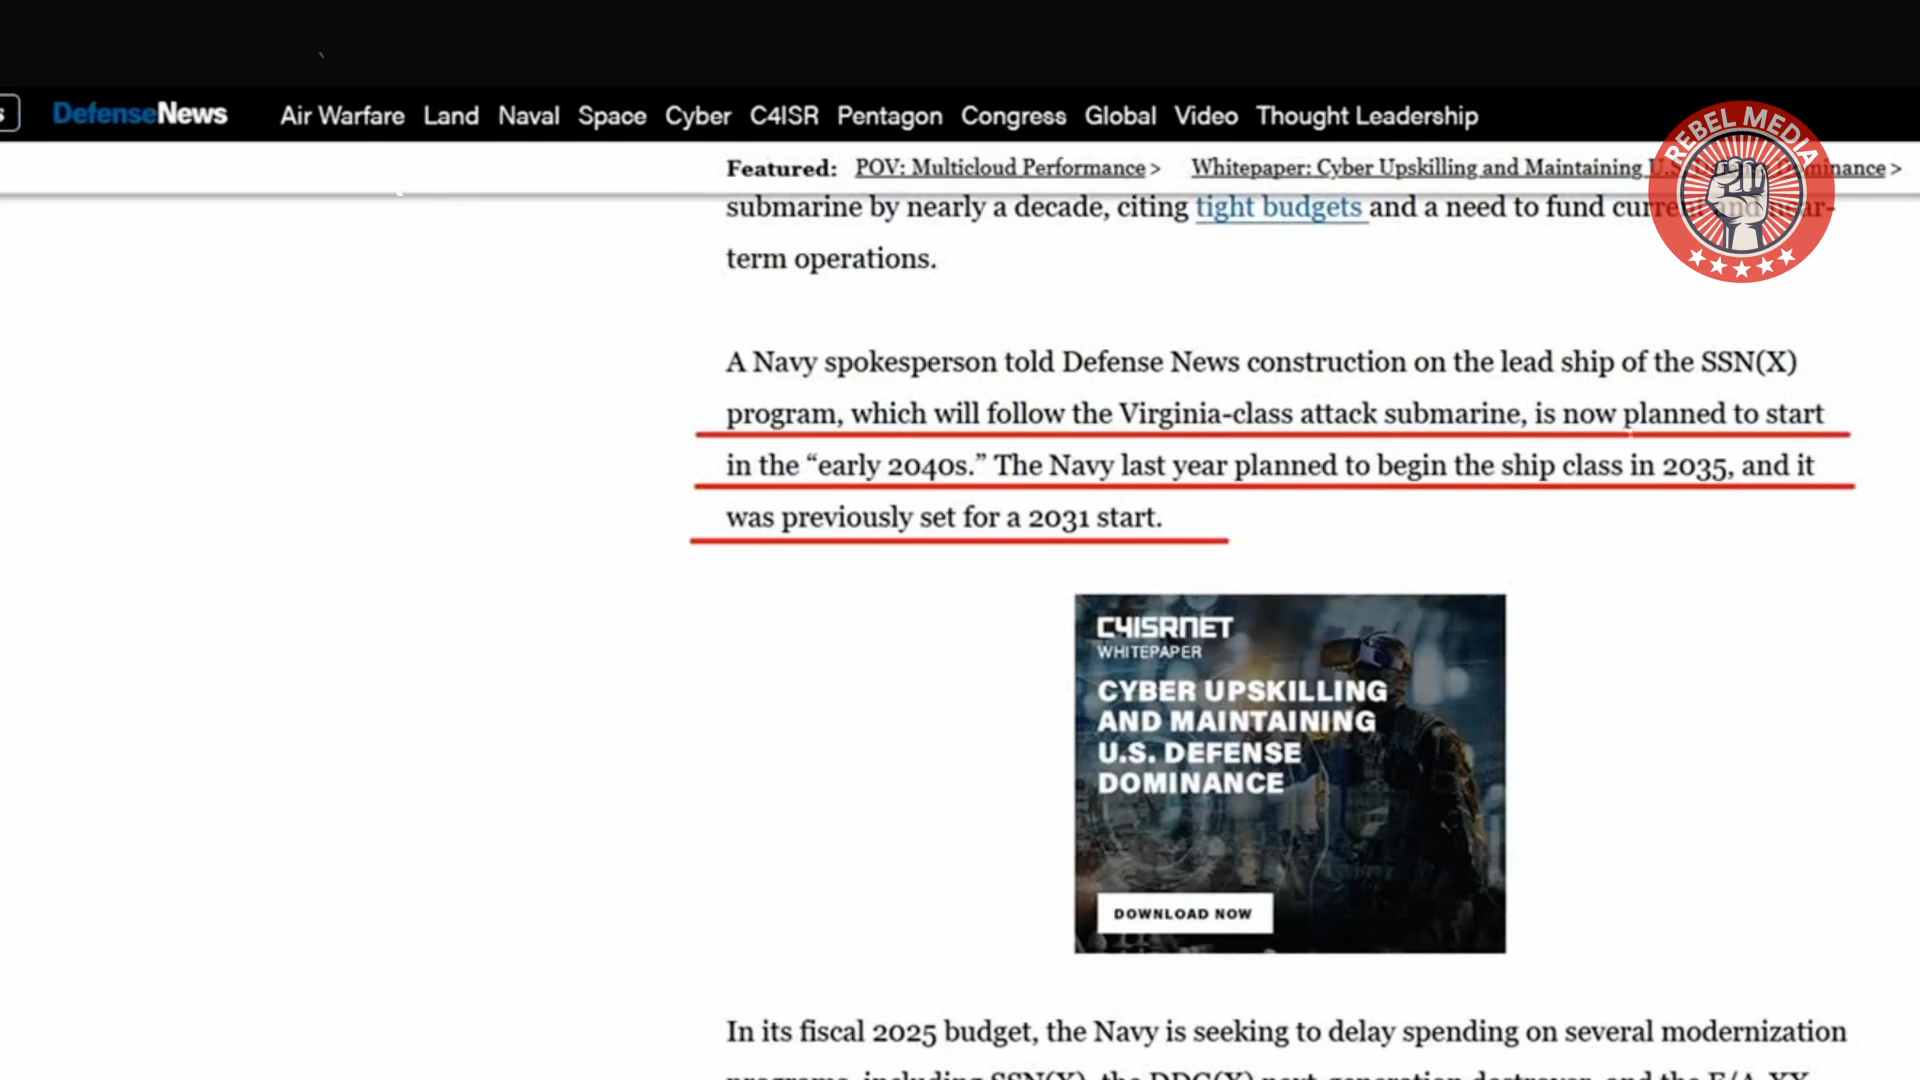 s
DefenseNews
Air Warfare Land Naval Space Cyber C4ISR Pentagon Congress Global Video Thought Leadership
REBEL MEDIA
Featured: POV: Multicloud Performance > Whitepaper: Cyber Upskilling and Maintaining U.S. Dominance >
submarine by nearly a decade, citing tight budgets and a need to fund current and near-
term operations.
A Navy spokesperson told Defense News construction on the lead ship of the SSN(X)
program, which will follow the Virginia-class attack submarine, is now planned to start
in the “early 2040s.” The Navy last year planned to begin the ship class in 2035, and it
was previously set for a 2031 start.
C4ISRNET
WHITEPAPER
CYBER UPSKILLING
AND MAINTAINING
U.S. DEFENSE
DOMINANCE
DOWNLOAD NOW
In its fiscal 2025 budget, the Navy is seeking to delay spending on several modernization
programs, including SSN(X), the DDG(X) next-generation destroyer, and the F/A-XX